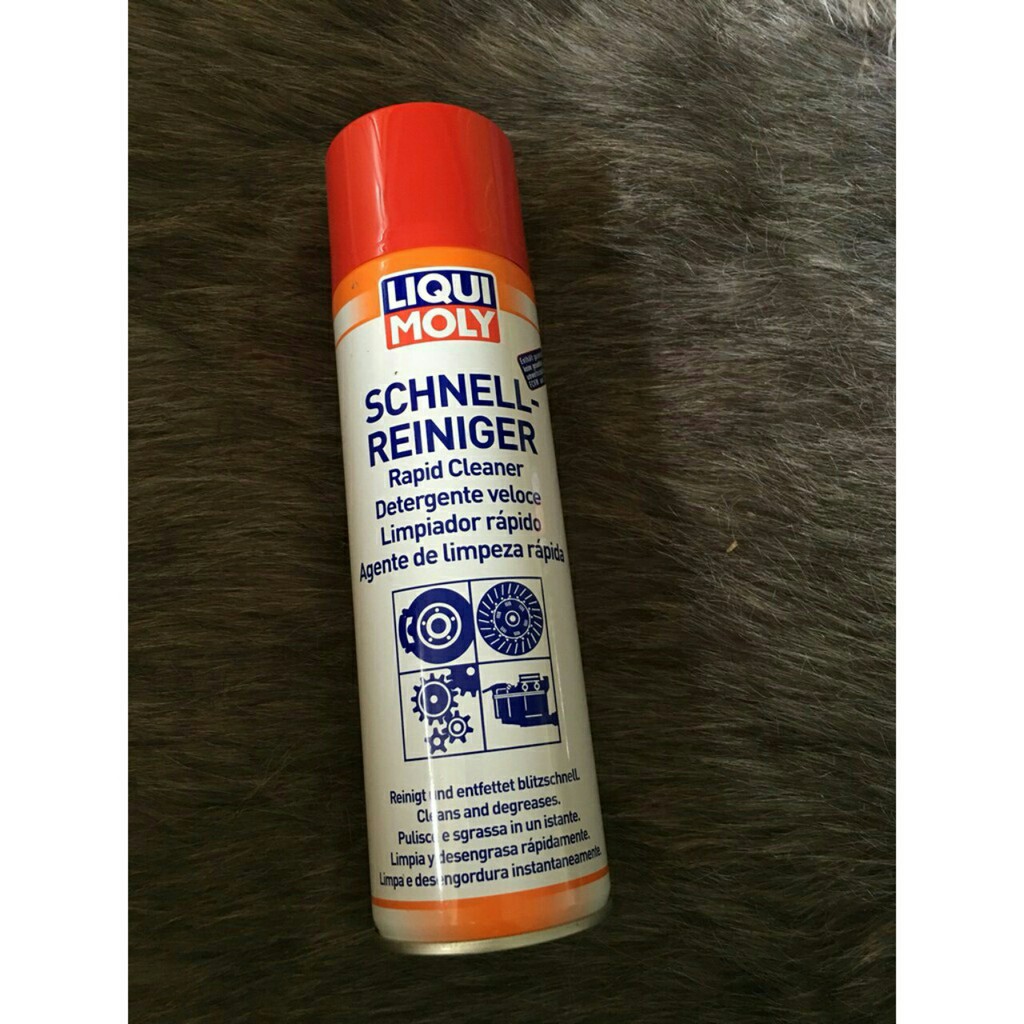 LIQUI
MOLY
SCHNELL-
REINIGER
Rapid Cleaner
Detergente veloce
Limpiador rápido
Agente de limpeza rápida
Reinigt und entfettet blitzschnell.
Cleans and degreases.
Pulisce e sgrassa in un istante.
Limpia y desengrasa rápidamente.
Limpa e desengordura instantaneamente.